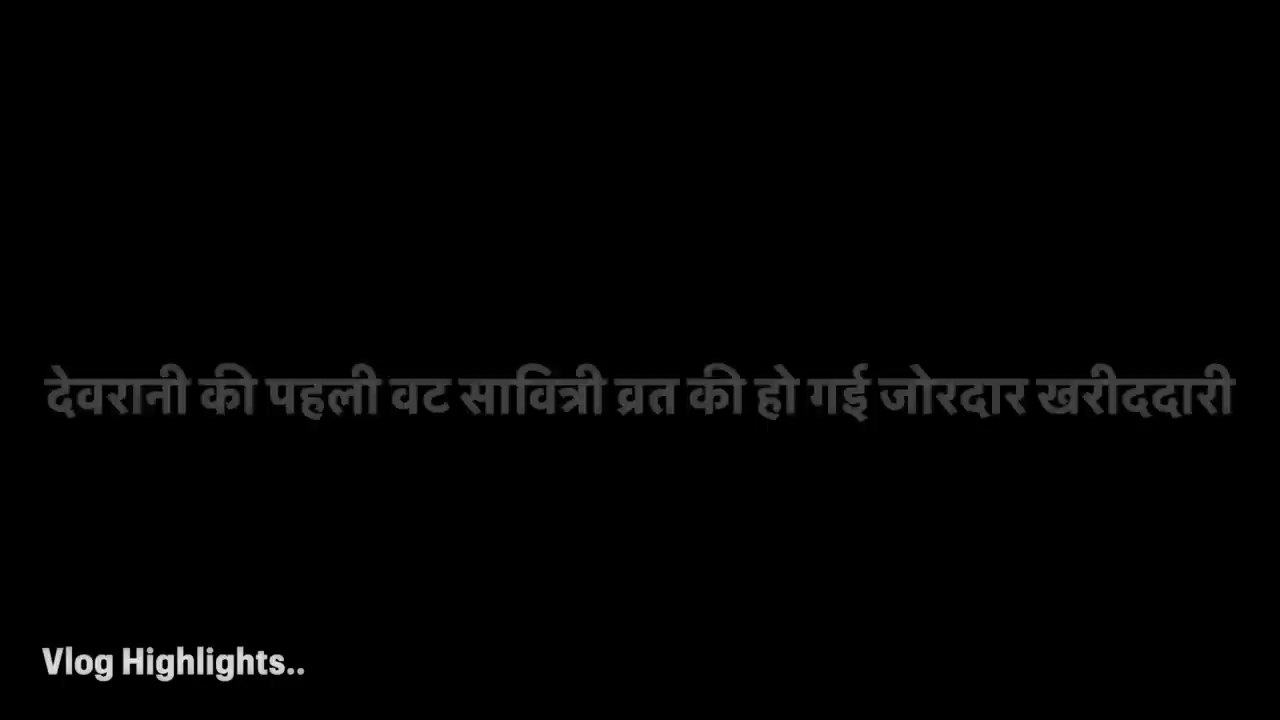 देवरानी की पहली वट सावित्री व्रत की हो गई जोरदार खरीददारी
Vlog Highlights..